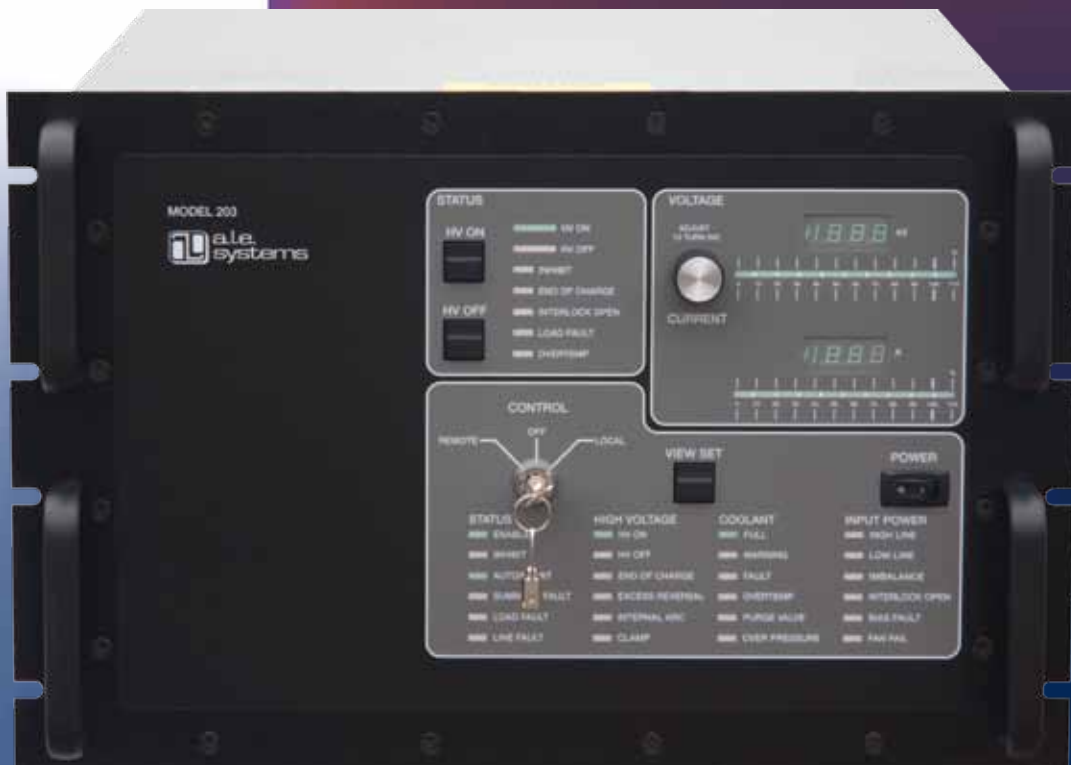 MODEL 203
a.l.e.
systems
STATUS
HV ON
HV OFF
HV ON
HV OFF
INHIBIT
END OF CHARGE
INTERLOCK OPEN
LOAD FAULT
OVERTEMP
VOLTAGE
ADJUST
CURRENT
CONTROL
REMOTE
OFF
LOCAL
VIEW SET
POWER
STATUS
INHIBIT
LOAD FAULT
LINE FAULT
HIGH VOLTAGE
HV ON
HV OFF
END OF CHARGE
EXCESS REVERSAL
INTERNAL ARC
CLAMP
COOLANT
FULL
WARNING
FAULT
OVERTEMP
PURGE VALVE
OVER PRESSURE
INPUT POWER
HIGH LINE
LOW LINE
IMBALANCE
INTERLOCK OPEN
BIAS FAULT
FAN FAIL